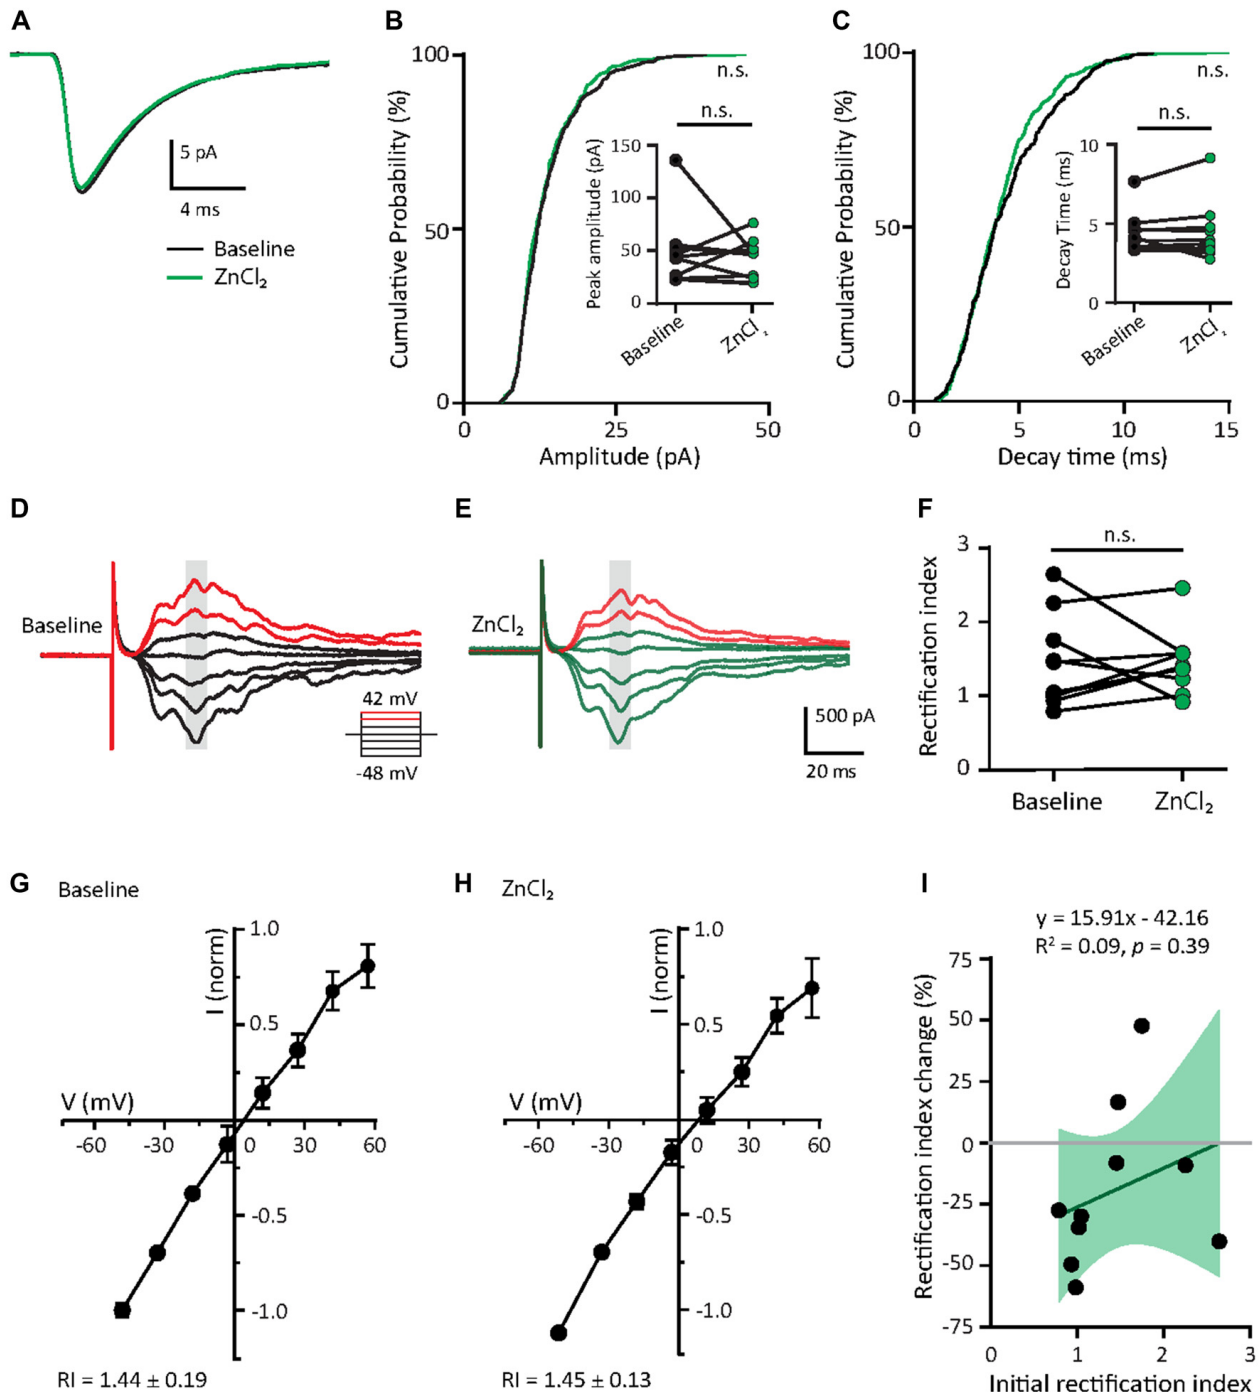 A
5 pA
4 ms
Baseline
ZnCl₂
B
Cumulative Probability (%)
100
50
0
0
25
50
Amplitude (pA)
n.s.
n.s.
Peak amplitude (pA)
150
100
50
0
Baseline
ZnCl₂
C
Cumulative Probability (%)
100
50
0
0
5
10
15
Decay time (ms)
n.s.
n.s.
Decay Time (ms)
10
5
0
Baseline
ZnCl₂
D
Baseline
42 mV
-48 mV
E
ZnCl₂
500 pA
20 ms
F
n.s.
Rectification index
3
2
1
0
Baseline
ZnCl₂
G
Baseline
I (norm)
1.0
0.5
-0.5
-1.0
V (mV)
-60
-30
0
30
60
RI = 1.44 ± 0.19
H
ZnCl₂
I (norm)
1.0
0.5
-0.5
-1.0
V (mV)
-60
-30
0
30
60
RI = 1.45 ± 0.13
I
y = 15.91x - 42.16
R² = 0.09, p = 0.39
Rectification index change (%)
75
50
25
0
-25
-50
-75
0
1
2
3
Initial rectification index